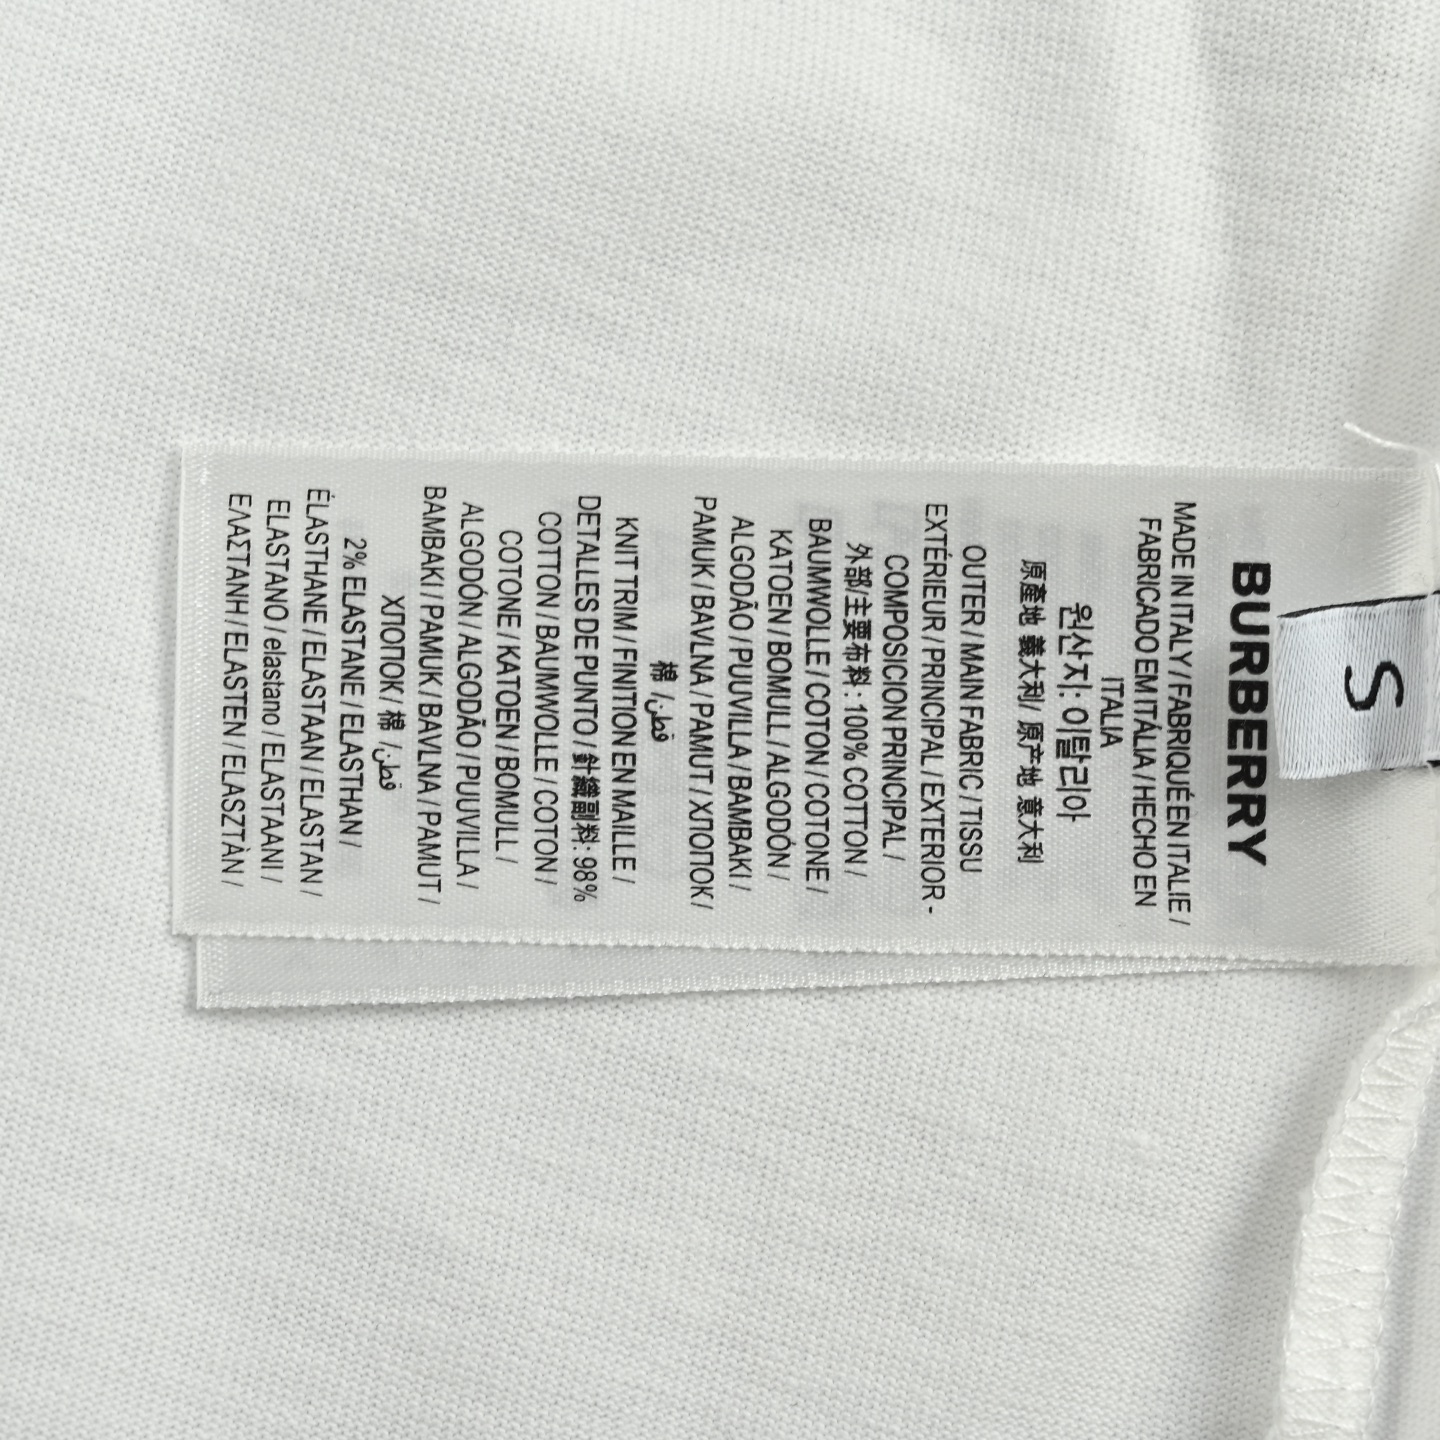 S
BURBERRY
MADE IN ITALY / FABRIQUÉ EN ITALIE /
FABRICADO EM ITÁLIA / HECHO EN
ITALIA
원산지: 이탈리아
原產地 義大利/ 原产地 意大利
OUTER / MAIN FABRIC / TISSU
EXTÉRIEUR / PRINCIPAL / EXTERIOR -
COMPOSICION PRINCIPAL /
外部/主要布料 : 100% COTTON /
BAUMWOLLE / COTON / COTONE /
KATOEN / BOMULL / ALGODÓN /
ALGODÃO / PUUVILLA / BAMBAKI /
PAMUK / BAVLNA / PAMUT / ΧΠΟΠΟΚ /
棉 / قطن:
KNIT TRIM / FINITION EN MAILLE /
DETALLES DE PUNTO / 針織副料: 98%
COTTON / BAUMWOLLE / COTON /
COTONE / KATOEN / BOMULL /
ALGODÓN / ALGODÃO / PUUVILLA /
BAMBAKI / PAMUK / BAVLNA / PAMUT /
ΧΠΟΠΟΚ / 棉 / قطن:
2% ELASTANE / ELASTHAN /
ÉLASTHANE / ELASTAAN / ELASTAN /
ELASTANO / elastano / ELASTAANI /
ΕΛΑΣΤΑΝΗ / ELASTEN / ELASZTÀN /